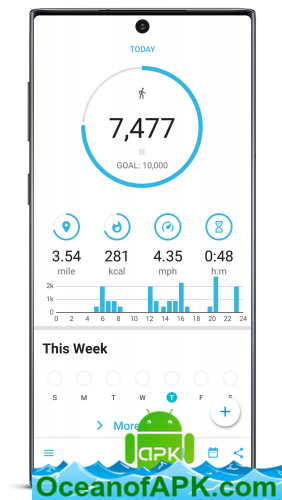 TODAY
7,477
GOAL: 10,000
3.54 281 4.35 0:48
mile kcal mph h:m
2k
1k
0
0 2 4 6 8 10 12 14 16 18 20 22 24
This Week
S M T W T F S
More
+
APK
OceanofAPK.com